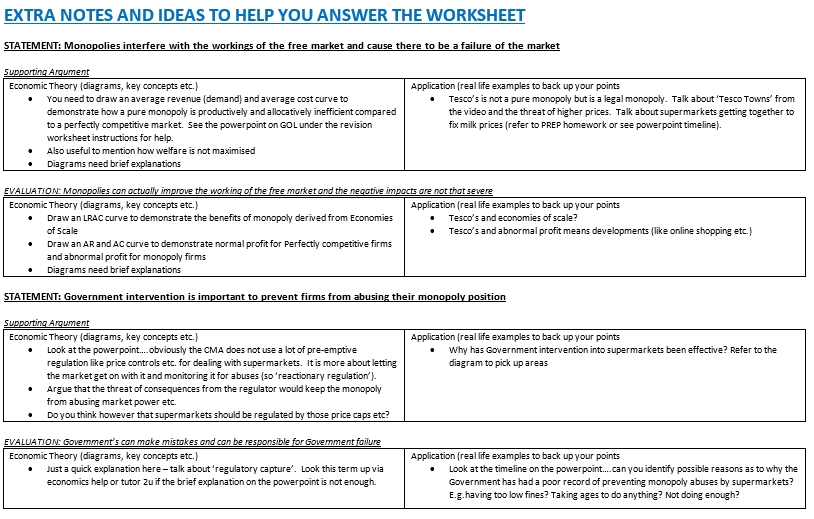 EXTRA NOTES AND IDEAS TO HELP YOU ANSWER THE WORKSHEET
STATEMENT: Monopolies interfere with the workings of the free market and cause there to be a failure of the market
Supporting Argument
Economic Theory (diagrams, key concepts etc.)
• You need to draw an average revenue (demand) and average cost curve to
demonstrate how a pure monopoly is productively and allocatively inefficient compared
to a perfectly competitive market. See the powerpoint on GOL under the revision
worksheet instructions for help.
• Also useful to mention how welfare is not maximised
• Diagrams need brief explanations
Application (real life examples to back up your points
• Tesco's is not a pure monopoly but is a legal monopoly. Talk about 'Tesco Towns' from
the video and the threat of higher prices. Talk about supermarkets getting together to
fix milk prices (refer to PREP homework or see powerpoint timeline).
EVALUATION: Monopolies can actually improve the working of the free market and the negative impacts are not that severe
Economic Theory (diagrams, key concepts etc.)
• Draw an LRAC curve to demonstrate the benefits of monopoly derived from Economies
of Scale
• Draw an AR and AC curve to demonstrate normal profit for Perfectly competitive firms
and abnormal profit for monopoly firms
• Diagrams need brief explanations
Application (real life examples to back up your points
• Tesco's and economies of scale?
• Tesco's and abnormal profit means developments (like online shopping etc.)
STATEMENT: Government intervention is important to prevent firms from abusing their monopoly position
Supporting Argument
Economic Theory (diagrams, key concepts etc.)
• Look at the powerpoint....obviously the CMA does not use a lot of pre-emptive
regulation like price controls etc. for dealing with supermarkets. It is more about letting
the market get on with it and monitoring it for abuses (so 'reactionary regulation').
• Argue that the threat of consequences from the regulator would keep the monopoly
from abusing market power etc.
• Do you think however that supermarkets should be regulated by those price caps etc?
Application (real life examples to back up your points
• Why has Government intervention into supermarkets been effective? Refer to the
diagram to pick up areas
EVALUATION: Government's can make mistakes and can be responsible for Government failure
Economic Theory (diagrams, key concepts etc.)
• Just a quick explanation here – talk about 'regulatory capture'. Look this term up via
economics help or tutor 2u if the brief explanation on the powerpoint is not enough.
Application (real life examples to back up your points
• Look at the timeline on the powerpoint....can you identify possible reasons as to why the
Government has had a poor record of preventing monopoly abuses by supermarkets?
E.g. having too low fines? Taking ages to do anything? Not doing enough?